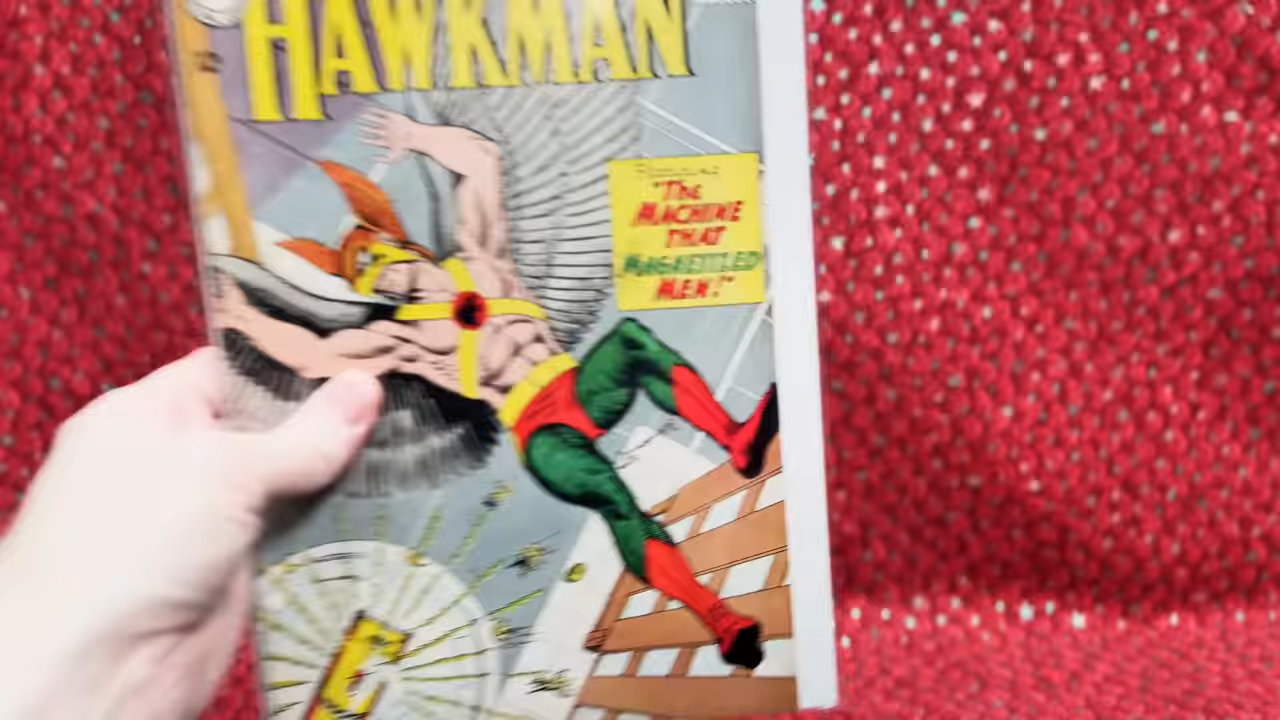 HAWKMAN
"The
MACHINE
THAT
MAGNETIZED
MEN!"